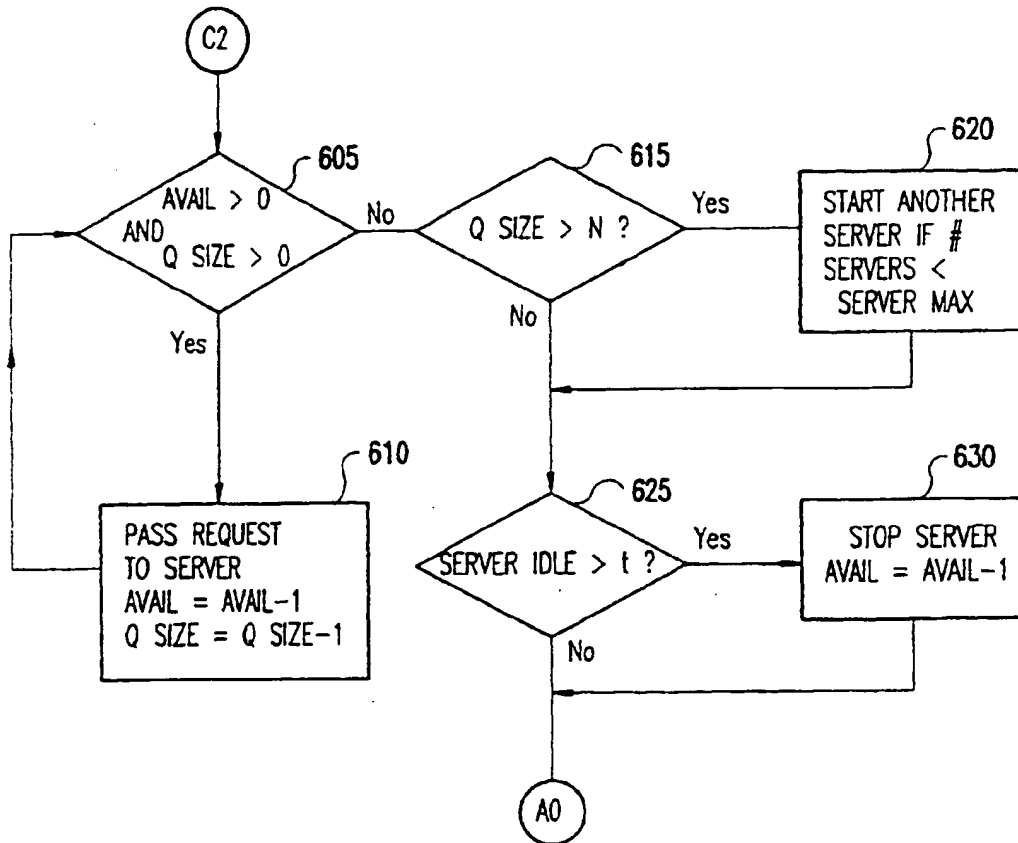 C2
605
AVAIL > 0
AND
Q SIZE > 0
No
Yes
615
Q SIZE > N ?
Yes
No
620
START ANOTHER
SERVER IF #
SERVERS <
SERVER MAX
610
PASS REQUEST
TO SERVER
AVAIL = AVAIL-1
Q SIZE = Q SIZE-1
625
SERVER IDLE > t ?
Yes
No
630
STOP SERVER
AVAIL = AVAIL-1
A0